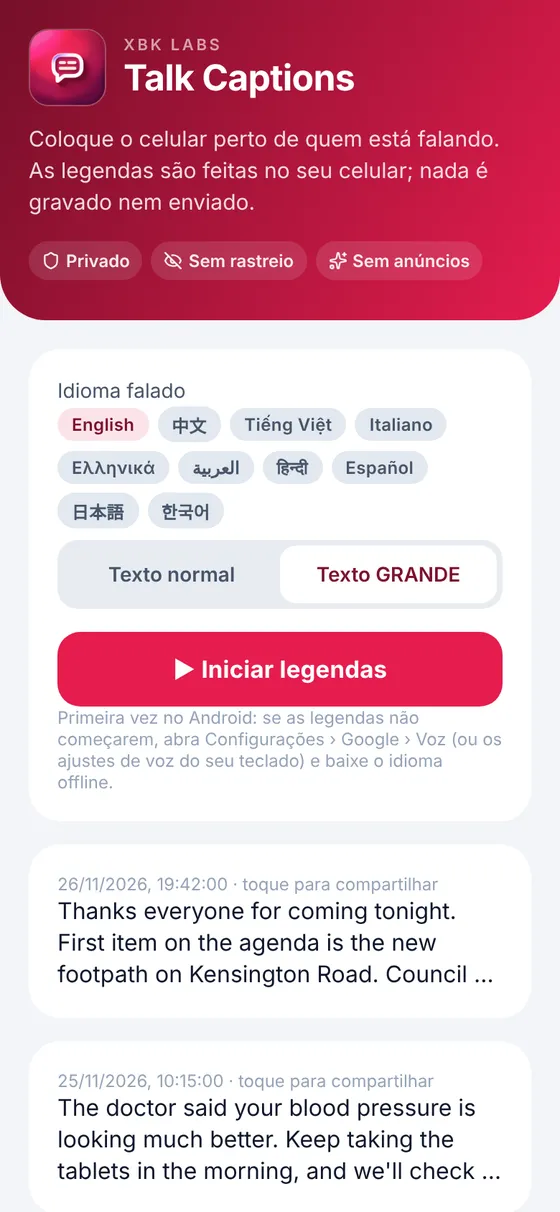 XBK LABS
Talk Captions
Coloque o celular perto de quem está falando.
As legendas são feitas no seu celular; nada é
gravado nem enviado.
Privado
Sem rastreio
Sem anúncios
Idioma falado
English
中文
Tiếng Việt
Italiano
Ελληνικά
العربية
हिन्दी
Español
日本語
한국어
Texto normal
Texto GRANDE
▶ Iniciar legendas
Primeira vez no Android: se as legendas não
começarem, abra Configurações › Google › Voz (ou os
ajustes de voz do seu teclado) e baixe o idioma
offline.
26/11/2026, 19:42:00 · toque para compartilhar
Thanks everyone for coming tonight.
First item on the agenda is the new
footpath on Kensington Road. Council …
25/11/2026, 10:15:00 · toque para compartilhar
The doctor said your blood pressure is
looking much better. Keep taking the
tablets in the morning, and we'll check …